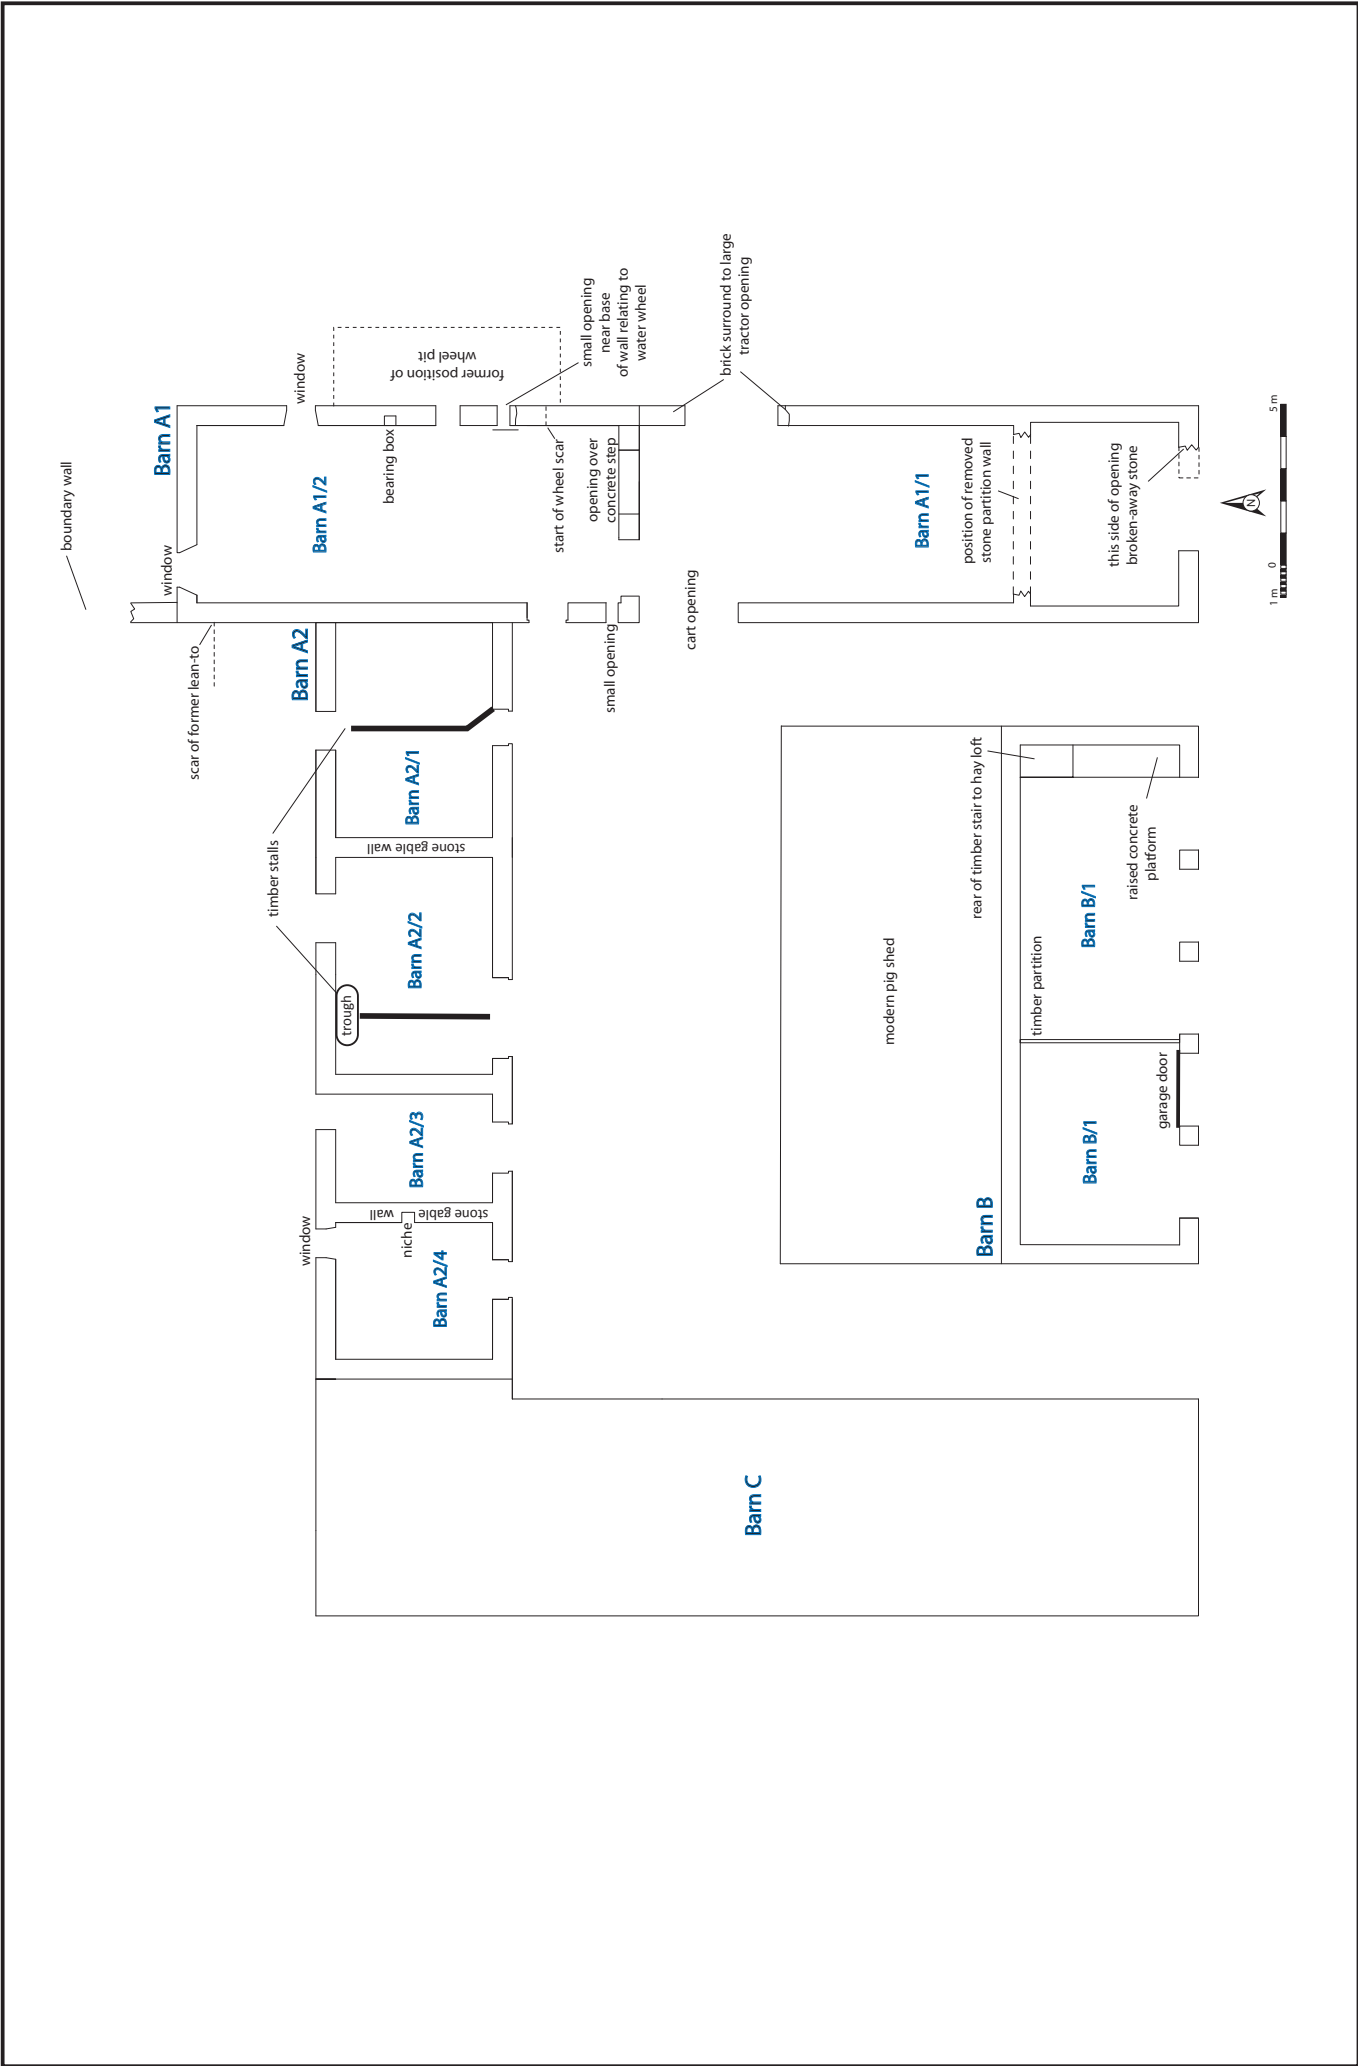 boundary wall
Barn A1
window
window
scar of former lean-to
Barn A2
Barn A1/2
bearing box
former position of
wheel pit
small opening
near base
of wall relating to
water wheel
start of wheel scar
opening over
concrete step
small opening
cart opening
brick surround to large
tractor opening
Barn A1/1
position of removed
stone partition wall
this side of opening
broken-away stone
N
1 m
0
5 m
timber stalls
Barn A2/1
stone gable wall
Barn A2/2
trough
Barn A2/3
stone gable
wall
niche
window
Barn A2/4
modern pig shed
rear of timber stair to hay loft
raised concrete
platform
Barn B/1
timber partition
garage door
Barn B/1
Barn B
Barn C